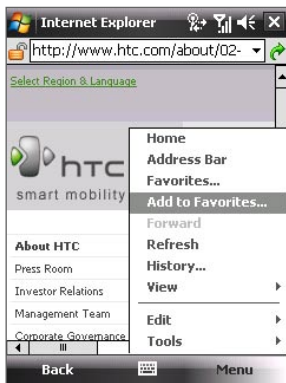 Internet Explorer
http://www.htc.com/about/02-
Select Region & Language
hTC
smart mobility
About HTC
Press Room
Investor Relations
Management Team
Corporate Governance
Home
Address Bar
Favorites...
Add to Favorites...
Forward
Refresh
History...
View
Edit
Tools
Back
Menu